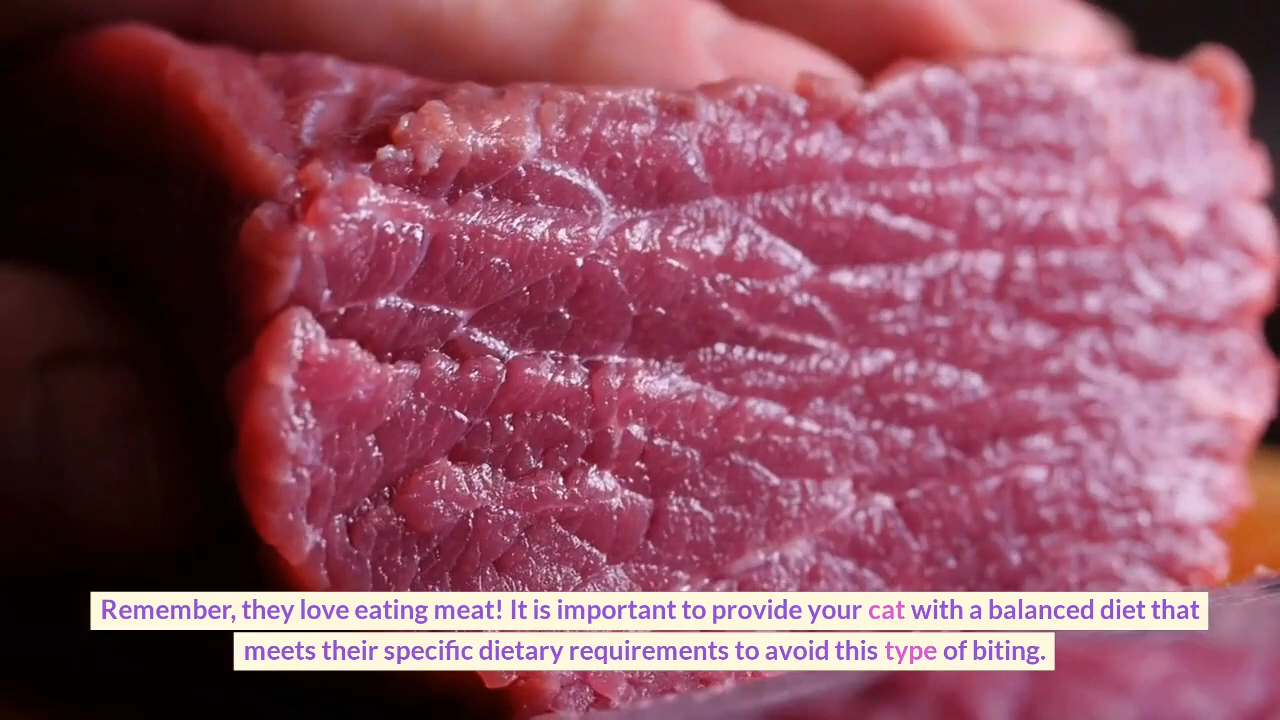 Remember, they love eating meat! It is important to provide your cat with a balanced diet that
meets their specific dietary requirements to avoid this type of biting.